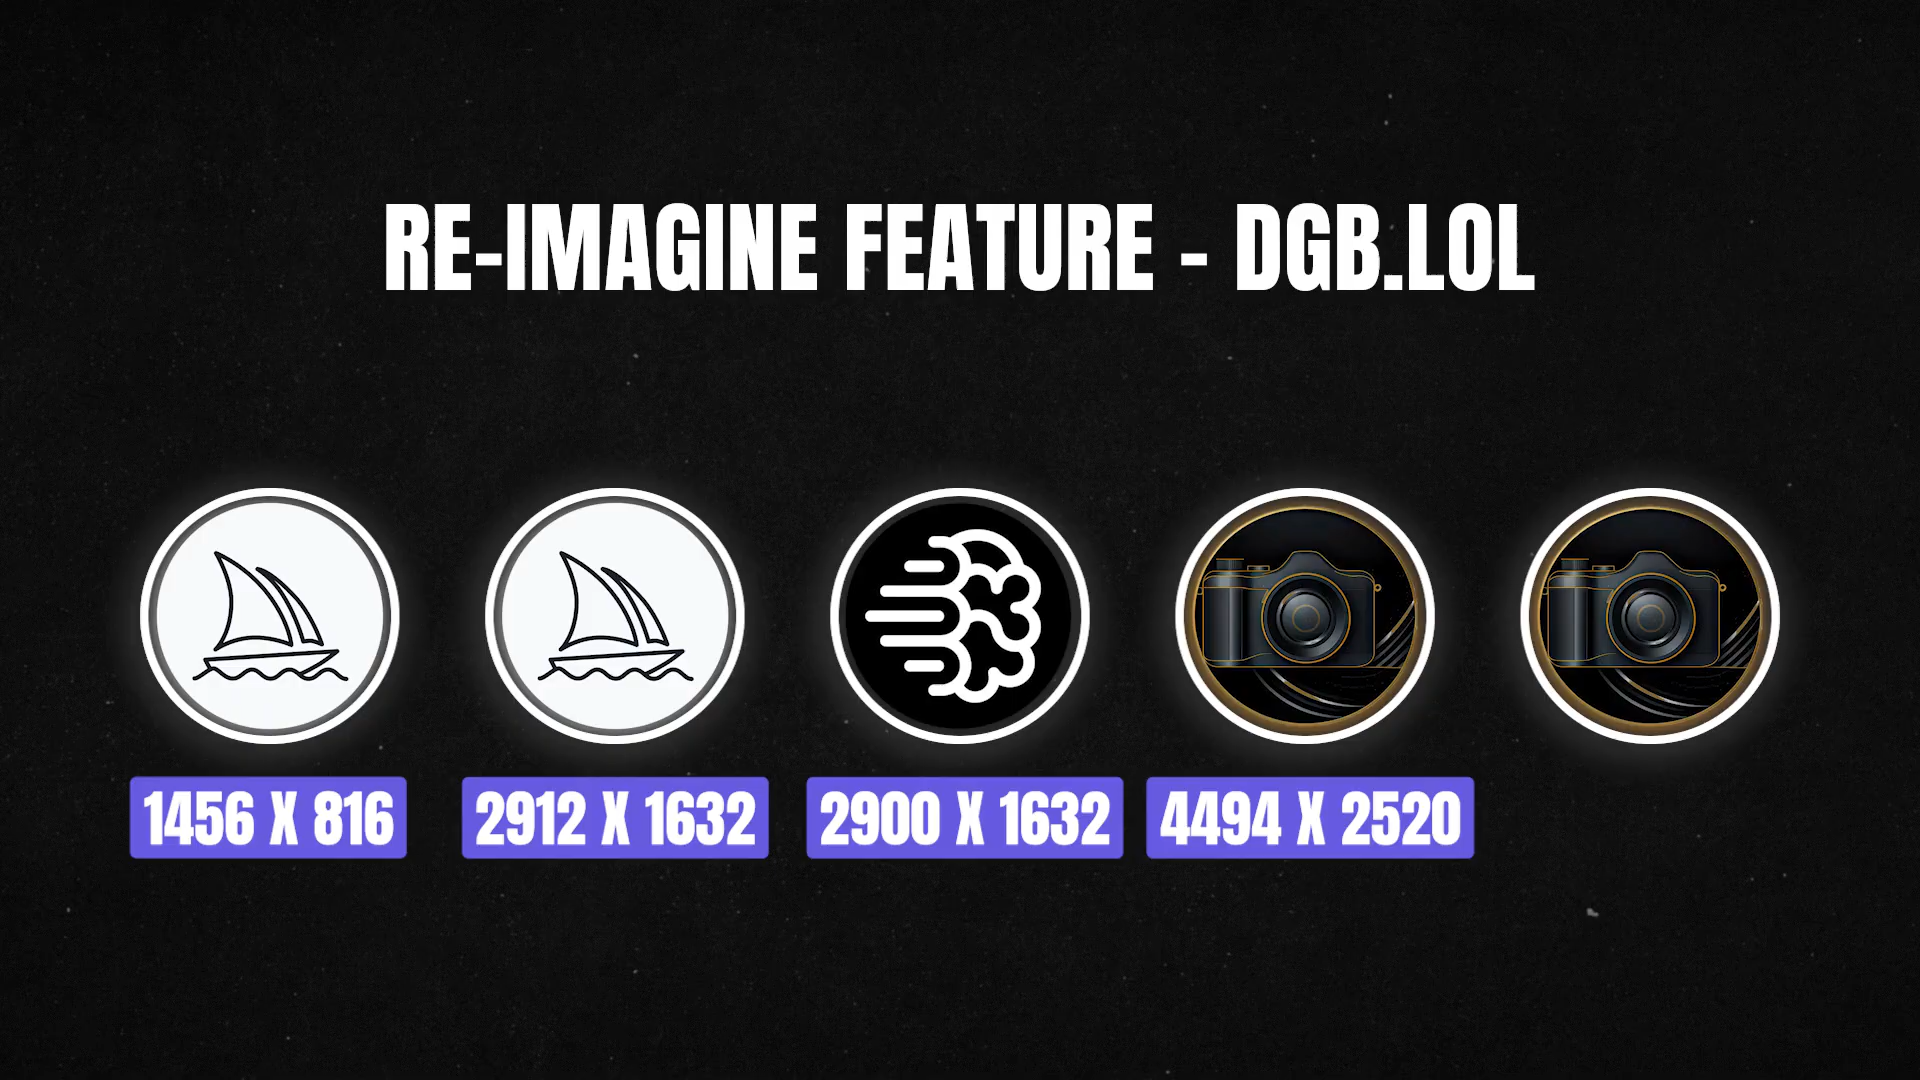 RE-IMAGINE FEATURE - DGB.LOL
1456 X 816
2912 X 1632
2900 X 1632
4494 X 2520